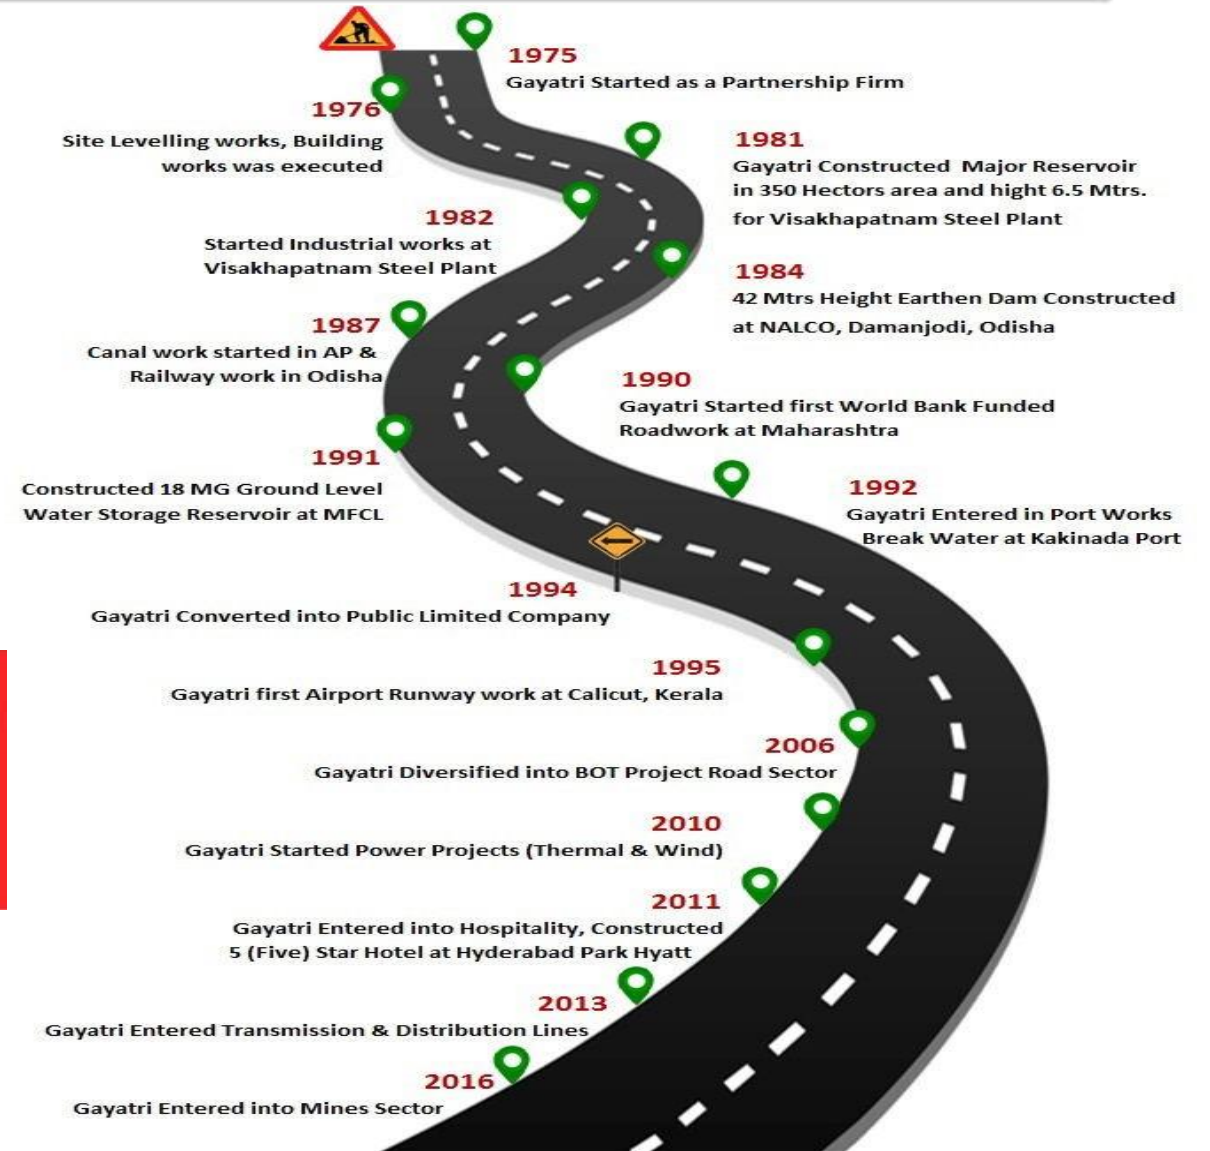 1975
Gayatri Started as a Partnership Firm
1976
Site Levelling works, Building
works was executed
1981
Gayatri Constructed Major Reservoir
in 350 Hectors area and hight 6.5 Mtrs.
for Visakhapatnam Steel Plant
1982
Started Industrial works at
Visakhapatnam Steel Plant
1984
42 Mtrs Height Earthen Dam Constructed
at NALCO, Damanjodi, Odisha
1987
Canal work started in AP &
Railway work in Odisha
1990
Gayatri Started first World Bank Funded
Roadwork at Maharashtra
1991
Constructed 18 MG Ground Level
Water Storage Reservoir at MFCL
1992
Gayatri Entered in Port Works
Break Water at Kakinada Port
1994
Gayatri Converted into Public Limited Company
1995
Gayatri first Airport Runway work at Calicut, Kerala
2006
Gayatri Diversified into BOT Project Road Sector
2010
Gayatri Started Power Projects (Thermal & Wind)
2011
Gayatri Entered into Hospitality, Constructed
5 (Five) Star Hotel at Hyderabad Park Hyatt
2013
Gayatri Entered Transmission & Distribution Lines
2016
Gayatri Entered into Mines Sector